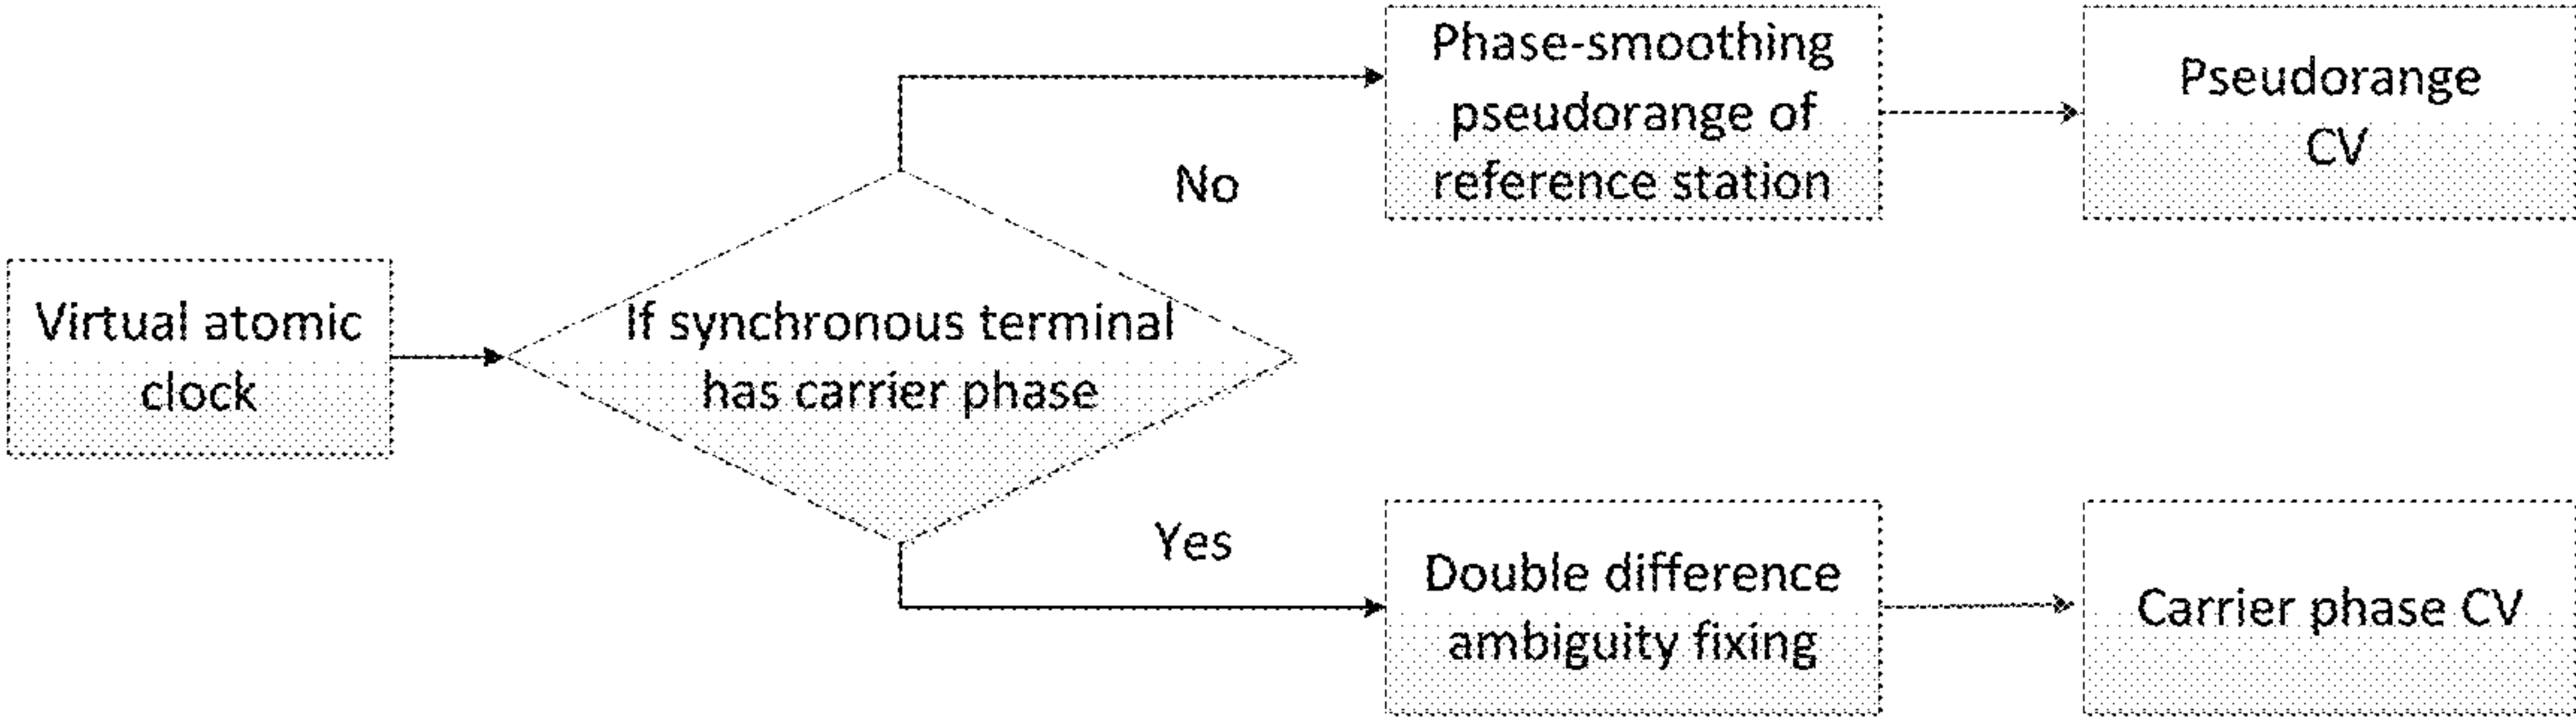 Virtual atomic
clock
If synchronous terminal
has carrier phase
No
Phase-smoothing
pseudorange of
reference station
Pseudorange
CV
Yes
Double difference
ambiguity fixing
Carrier phase CV